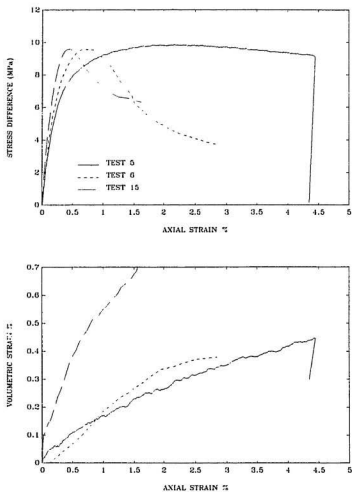 12
10
8
6
4
2
0
STRESS DIFFERENCE (MPa)
TEST 5
TEST 6
TEST 15
0 0.5 1 1.5 2 2.5 3 3.5 4 4.5 5
AXIAL STRAIN %
0.7
0.6
0.5
0.4
0.3
0.2
0.1
0
VOLUMETRIC STRAIN %
0 0.5 1 1.5 2 2.5 3 3.5 4 4.5 5
AXIAL STRAIN %